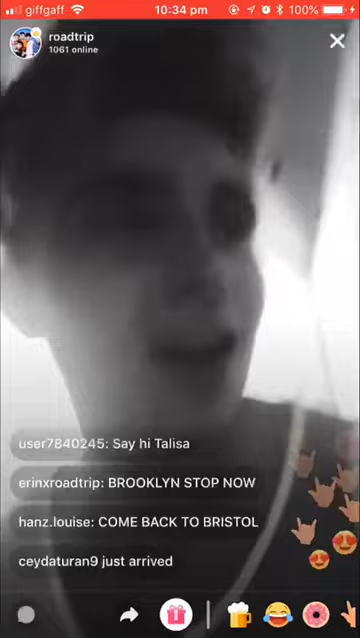 giffgaff 10:34 pm 100%
roadtrip
1061 online
user7840245: Say hi Talisa
erinxroadtrip: BROOKLYN STOP NOW
hanz.louise: COME BACK TO BRISTOL
ceydaturan9 just arrived